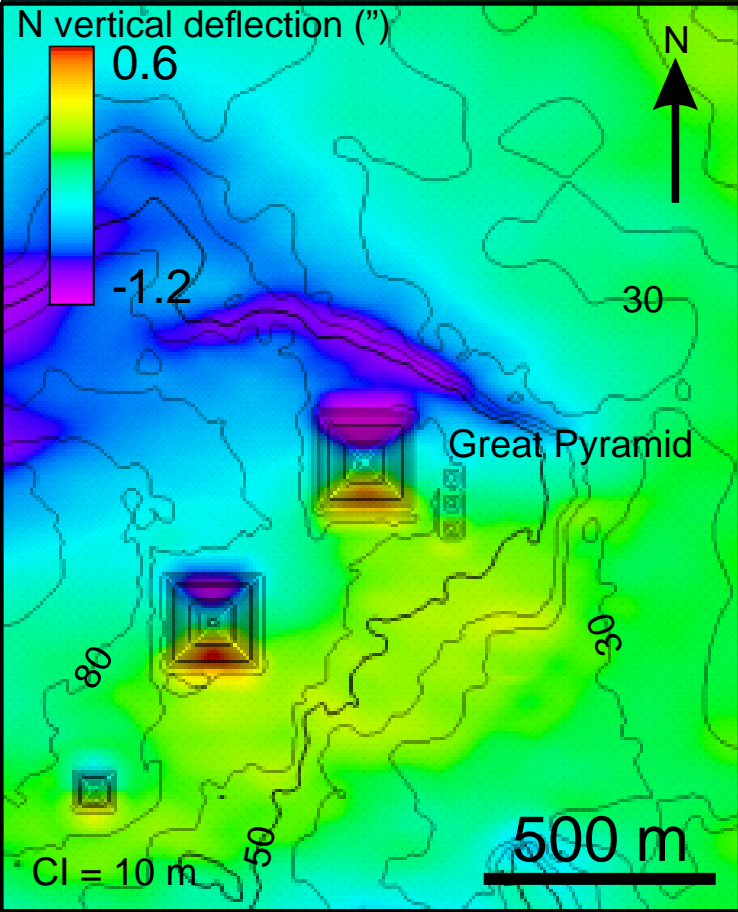 N vertical deflection (”)
0.6
N
-1.2
30
Great Pyramid
30
80
50
500 m
CI = 10 m